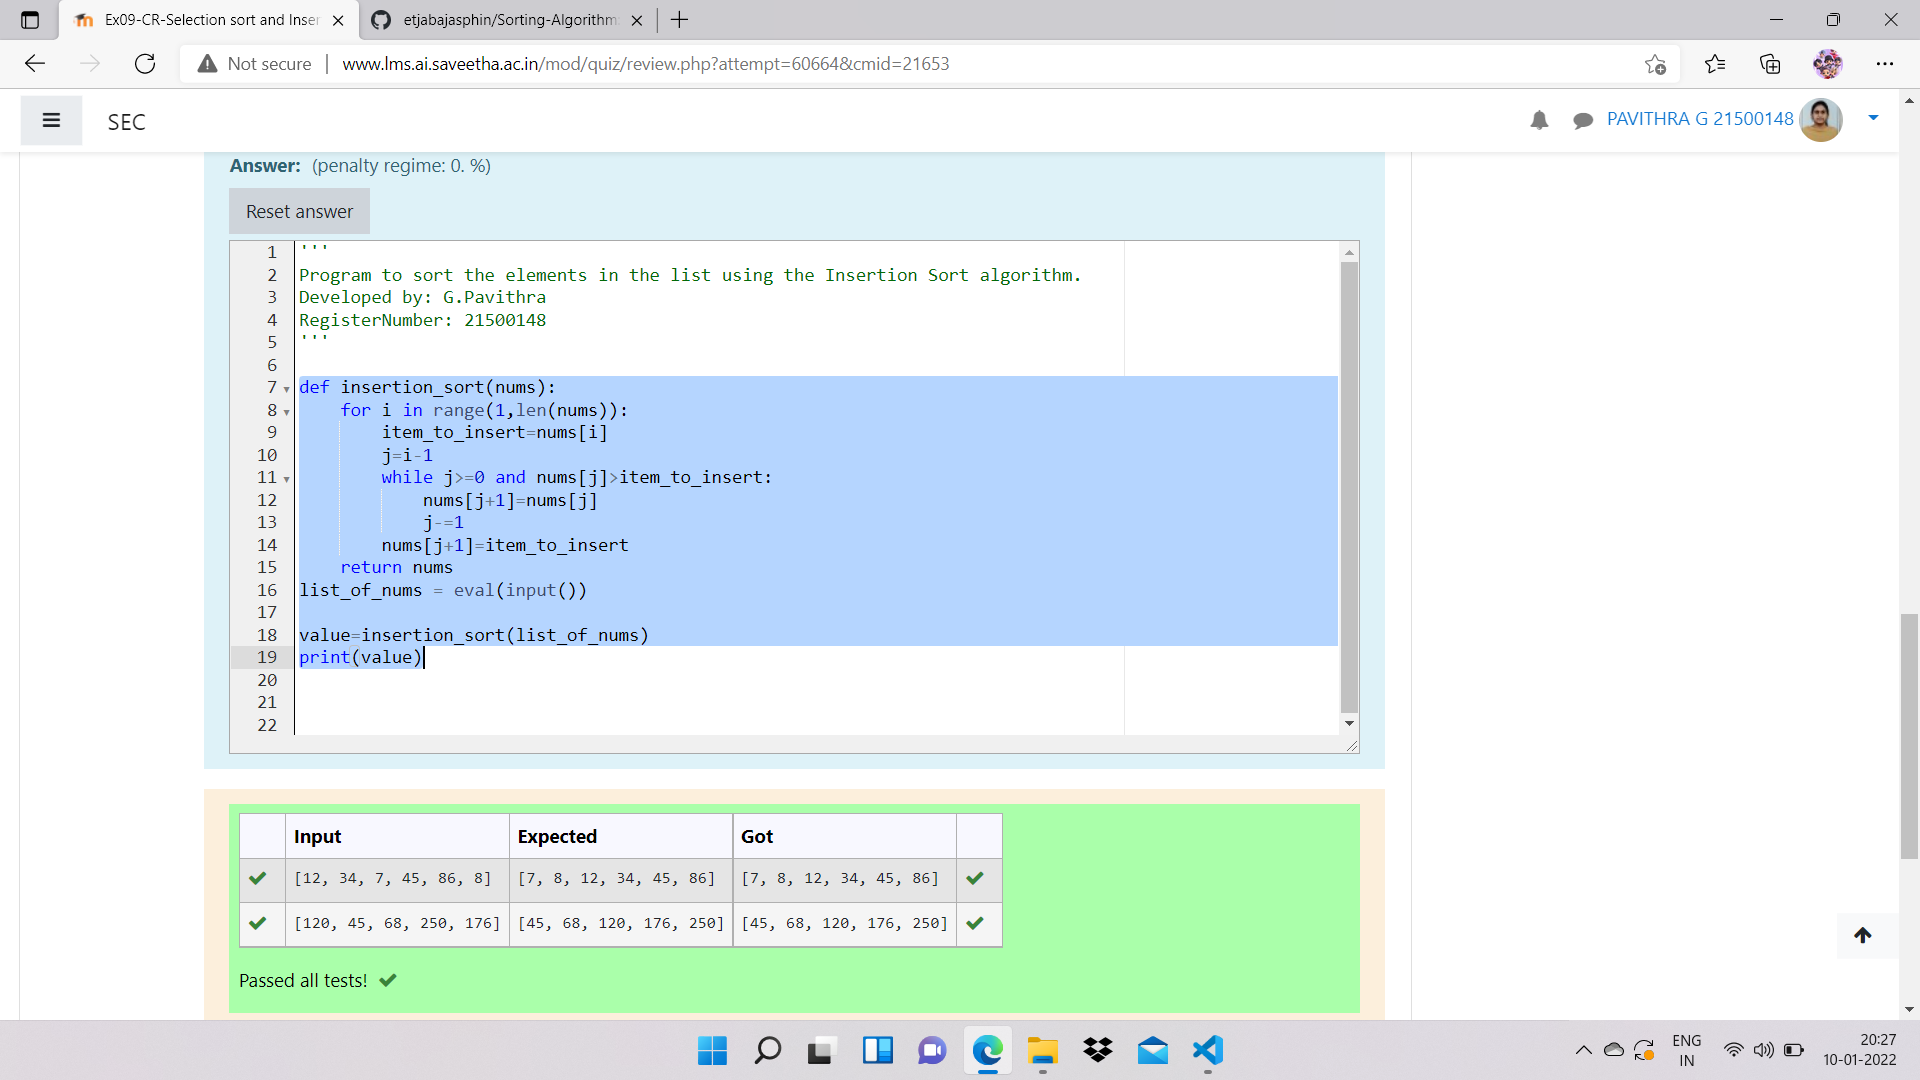 Ex09-CR-Selection sort and Inser
etjabajasphin/Sorting-Algorithm
Not secure
www.lms.ai.saveetha.ac.in/mod/quiz/review.php?attempt=60664&cmid=21653
SEC
PAVITHRA G 21500148
Answer: (penalty regime: 0. %)
Reset answer
1 '''
2 Program to sort the elements in the list using the Insertion Sort algorithm.
3 Developed by: G.Pavithra
4 RegisterNumber: 21500148
5 '''
6
7 def insertion_sort(nums):
8     for i in range(1,len(nums)):
9         item_to_insert=nums[i]
10         j=i-1
11         while j>=0 and nums[j]>item_to_insert:
12             nums[j+1]=nums[j]
13             j-=1
14         nums[j+1]=item_to_insert
15     return nums
16 list_of_nums = eval(input())
17
18 value=insertion_sort(list_of_nums)
19 print(value)
20
21
22
Input Expected Got
[12, 34, 7, 45, 86, 8] [7, 8, 12, 34, 45, 86] [7, 8, 12, 34, 45, 86]
[120, 45, 68, 250, 176] [45, 68, 120, 176, 250] [45, 68, 120, 176, 250]
Passed all tests!
ENG
IN
20:27
10-01-2022